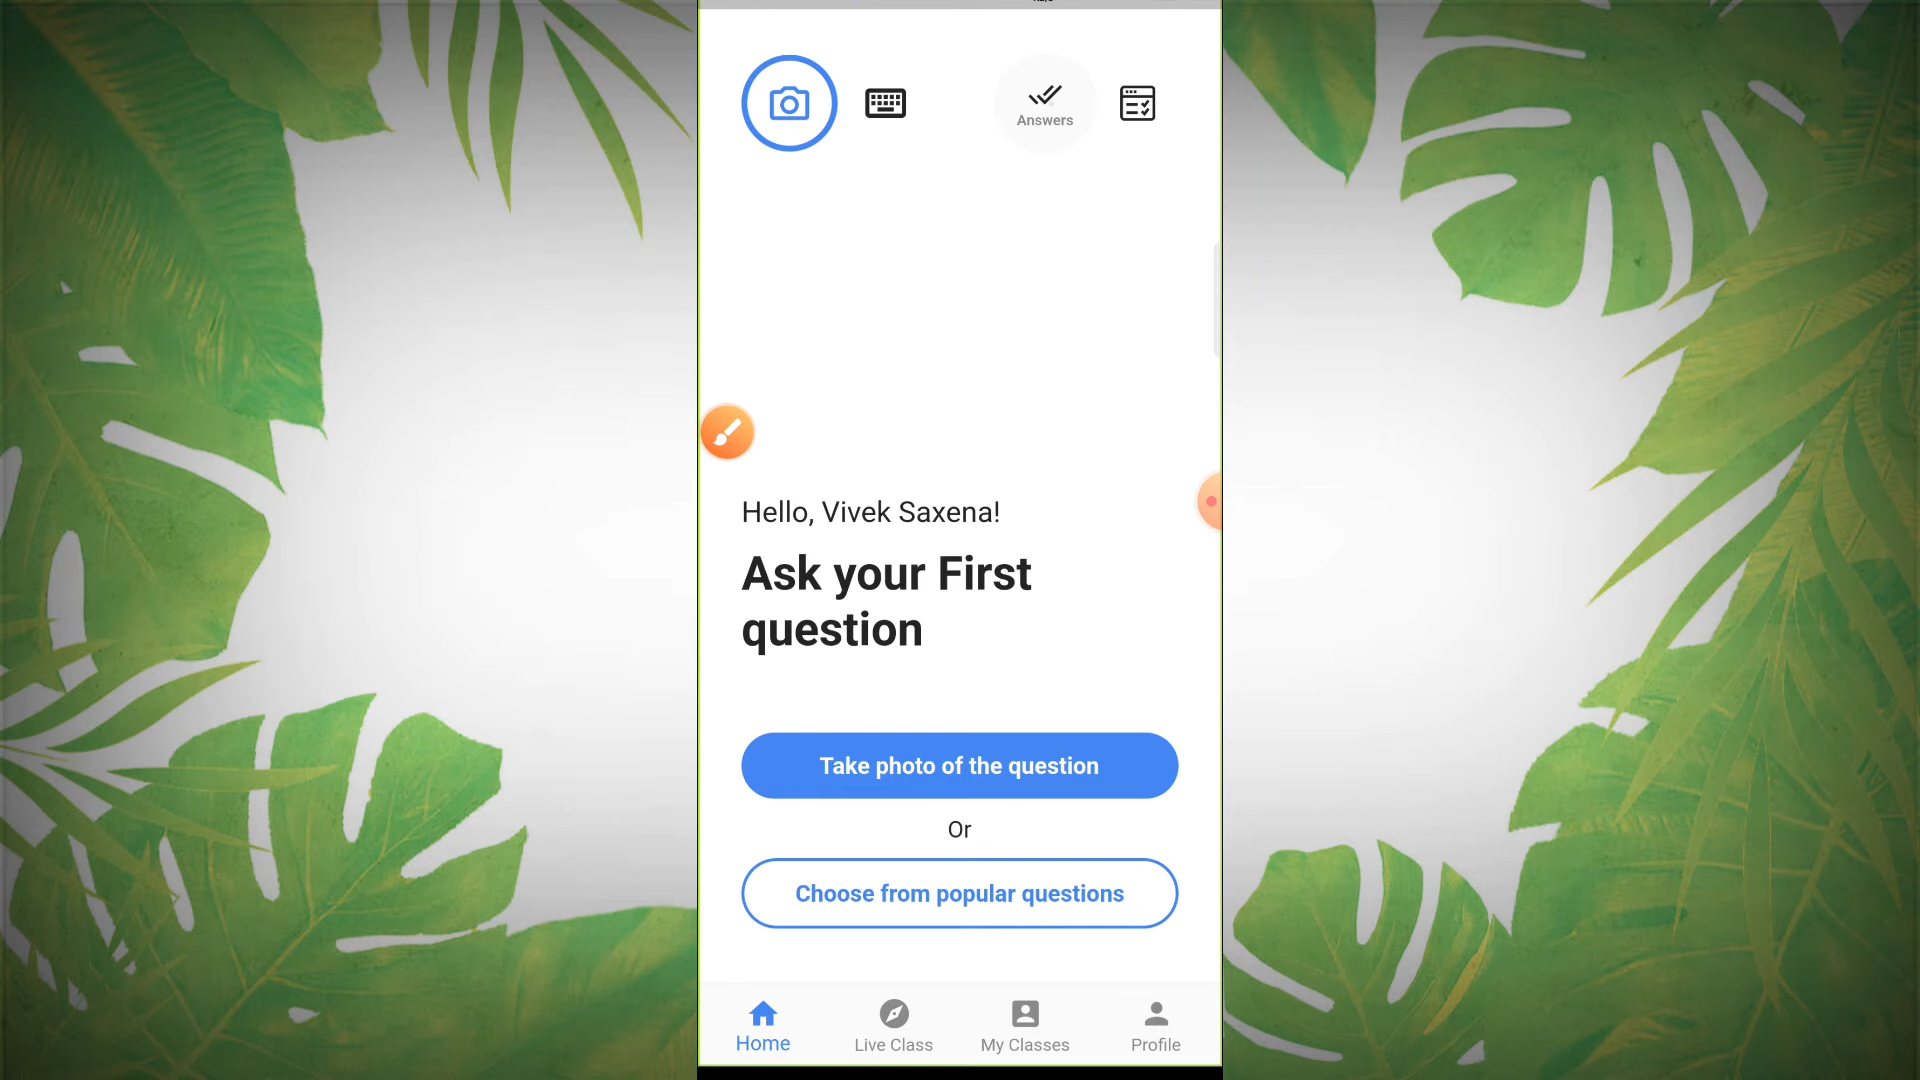 Answers
Hello, Vivek Saxena!
Ask your First
question
Take photo of the question
Or
Choose from popular questions
Home
Live Class
My Classes
Profile